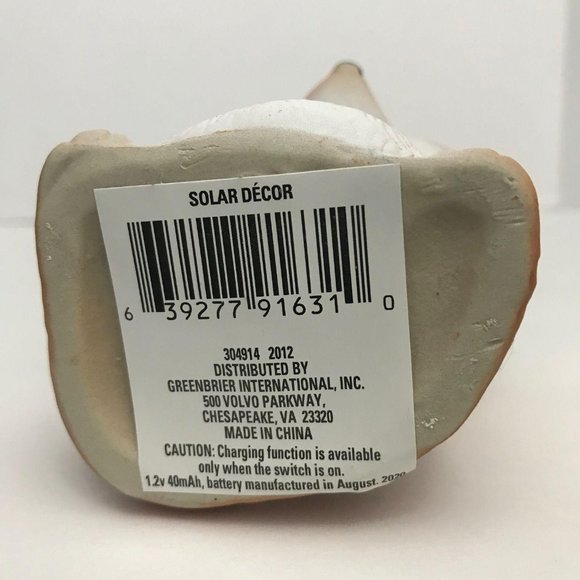 SOLAR DÉCOR
6 39277 91631 0
304914 2012
DISTRIBUTED BY
GREENBRIER INTERNATIONAL, INC.
500 VOLVO PARKWAY,
CHESAPEAKE, VA 23320
MADE IN CHINA
CAUTION: Charging function is available
only when the switch is on.
1.2v 40mAh, battery manufactured in August. 2020